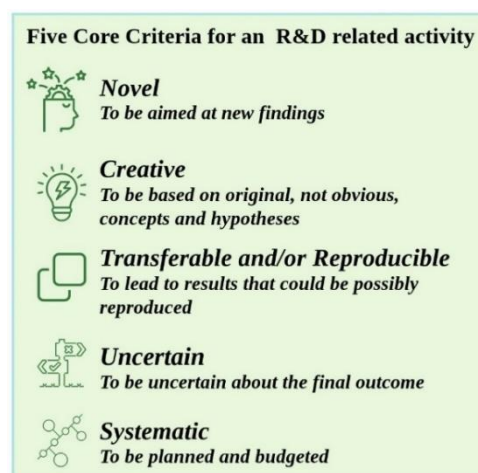 Five Core Criteria for an R&D related activity
Novel
To be aimed at new findings
Creative
To be based on original, not obvious,
concepts and hypotheses
Transferable and/or Reproducible
To lead to results that could be possibly
reproduced
Uncertain
To be uncertain about the final outcome
Systematic
To be planned and budgeted